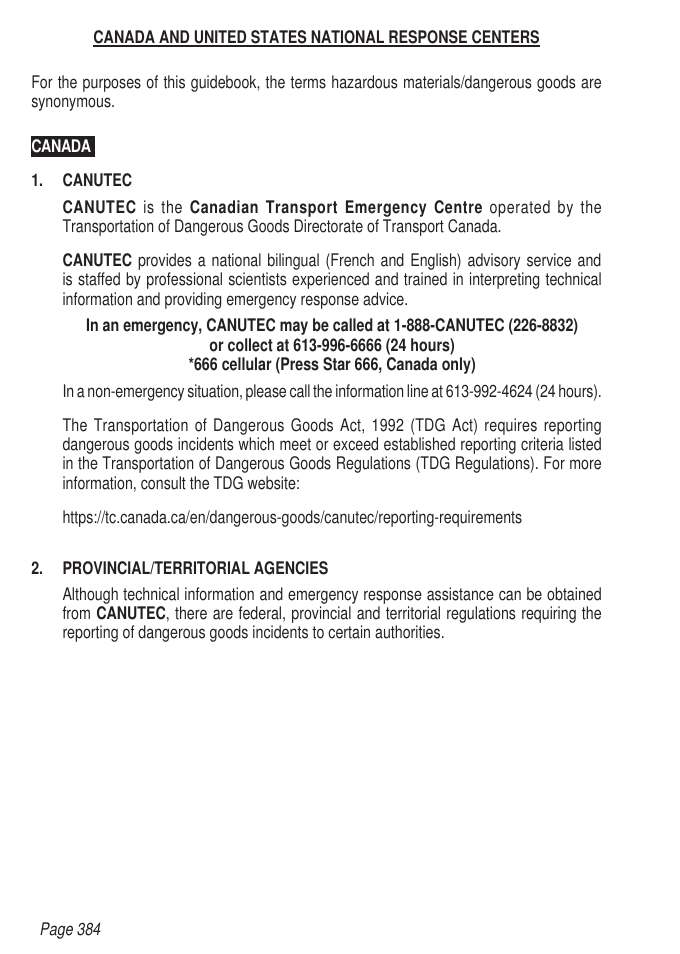 CANADA AND UNITED STATES NATIONAL RESPONSE CENTERS
For the purposes of this guidebook, the terms hazardous materials/dangerous goods are
synonymous.
CANADA
1. CANUTEC
CANUTEC is the Canadian Transport Emergency Centre operated by the
Transportation of Dangerous Goods Directorate of Transport Canada.
CANUTEC provides a national bilingual (French and English) advisory service and
is staffed by professional scientists experienced and trained in interpreting technical
information and providing emergency response advice.
In an emergency, CANUTEC may be called at 1-888-CANUTEC (226-8832)
or collect at 613-996-6666 (24 hours)
*666 cellular (Press Star 666, Canada only)
In a non-emergency situation, please call the information line at 613-992-4624 (24 hours).
The Transportation of Dangerous Goods Act, 1992 (TDG Act) requires reporting
dangerous goods incidents which meet or exceed established reporting criteria listed
in the Transportation of Dangerous Goods Regulations (TDG Regulations). For more
information, consult the TDG website:
https://tc.canada.ca/en/dangerous-goods/canutec/reporting-requirements
2. PROVINCIAL/TERRITORIAL AGENCIES
Although technical information and emergency response assistance can be obtained
from CANUTEC, there are federal, provincial and territorial regulations requiring the
reporting of dangerous goods incidents to certain authorities.
Page 384